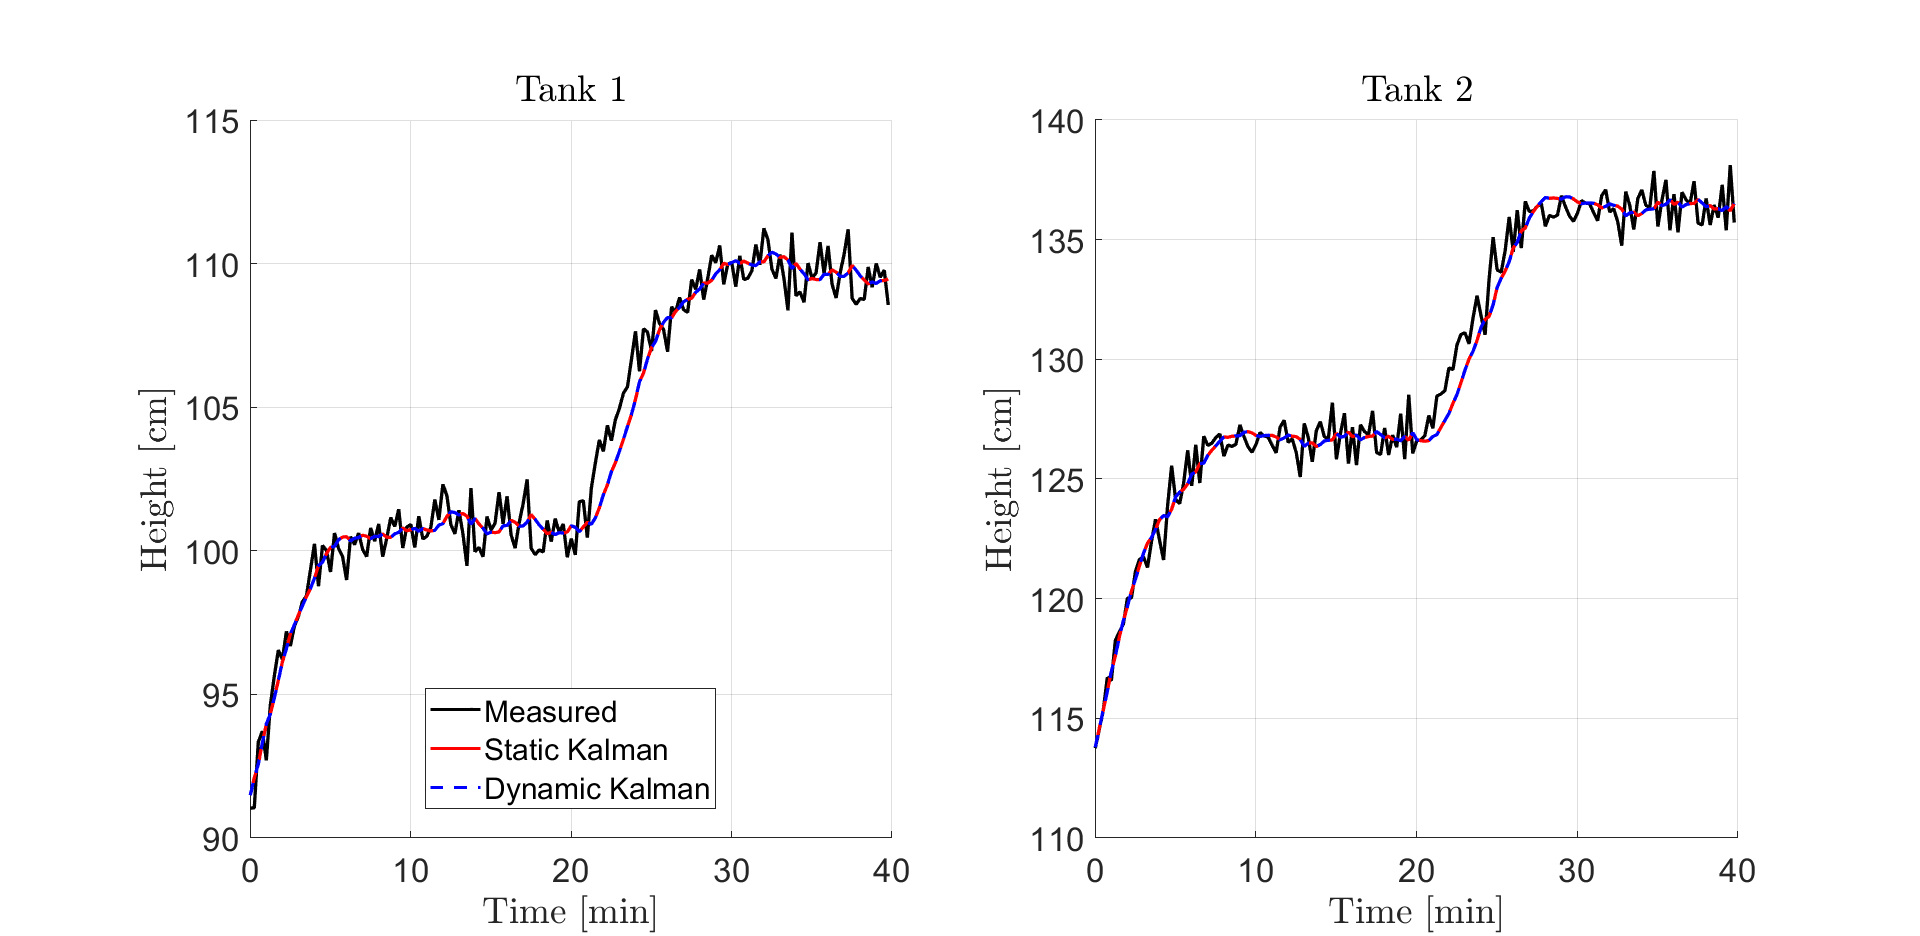 Tank 1
115
110
105
100
95
90
Height [cm]
Measured
Static Kalman
Dynamic Kalman
0 10 20 30 40
Time [min]
Tank 2
140
135
130
125
120
115
110
Height [cm]
0 10 20 30 40
Time [min]